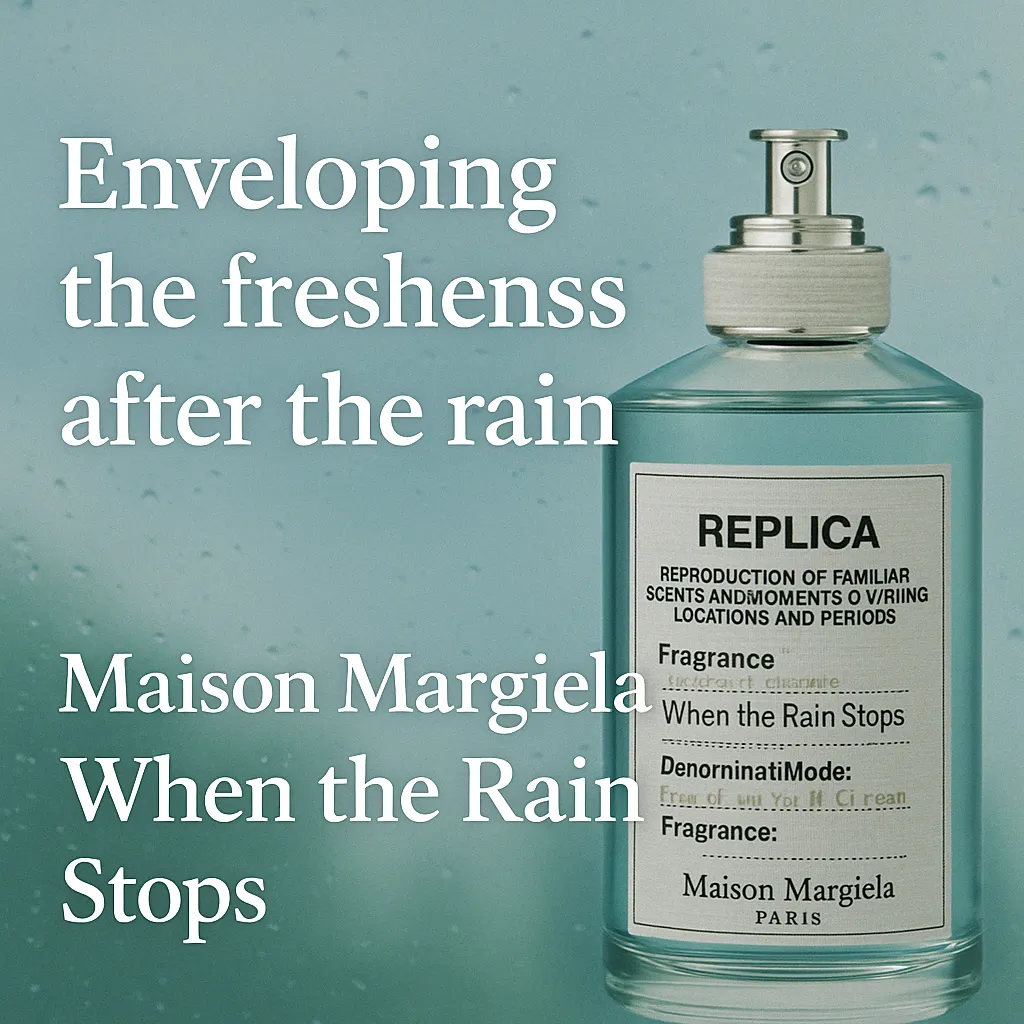 Enveloping
the freshenss
after the rain
Maison Margiela
When the Rain
Stops
REPLICA
REPRODUCTION OF FAMILIAR
SCENTS ANDMOMENTS O V/RIING
LOCATIONS AND PERIODS
Fragrance
When the Rain Stops
DenorninatiMode:
Fragrance:
Maison Margiela
PARIS